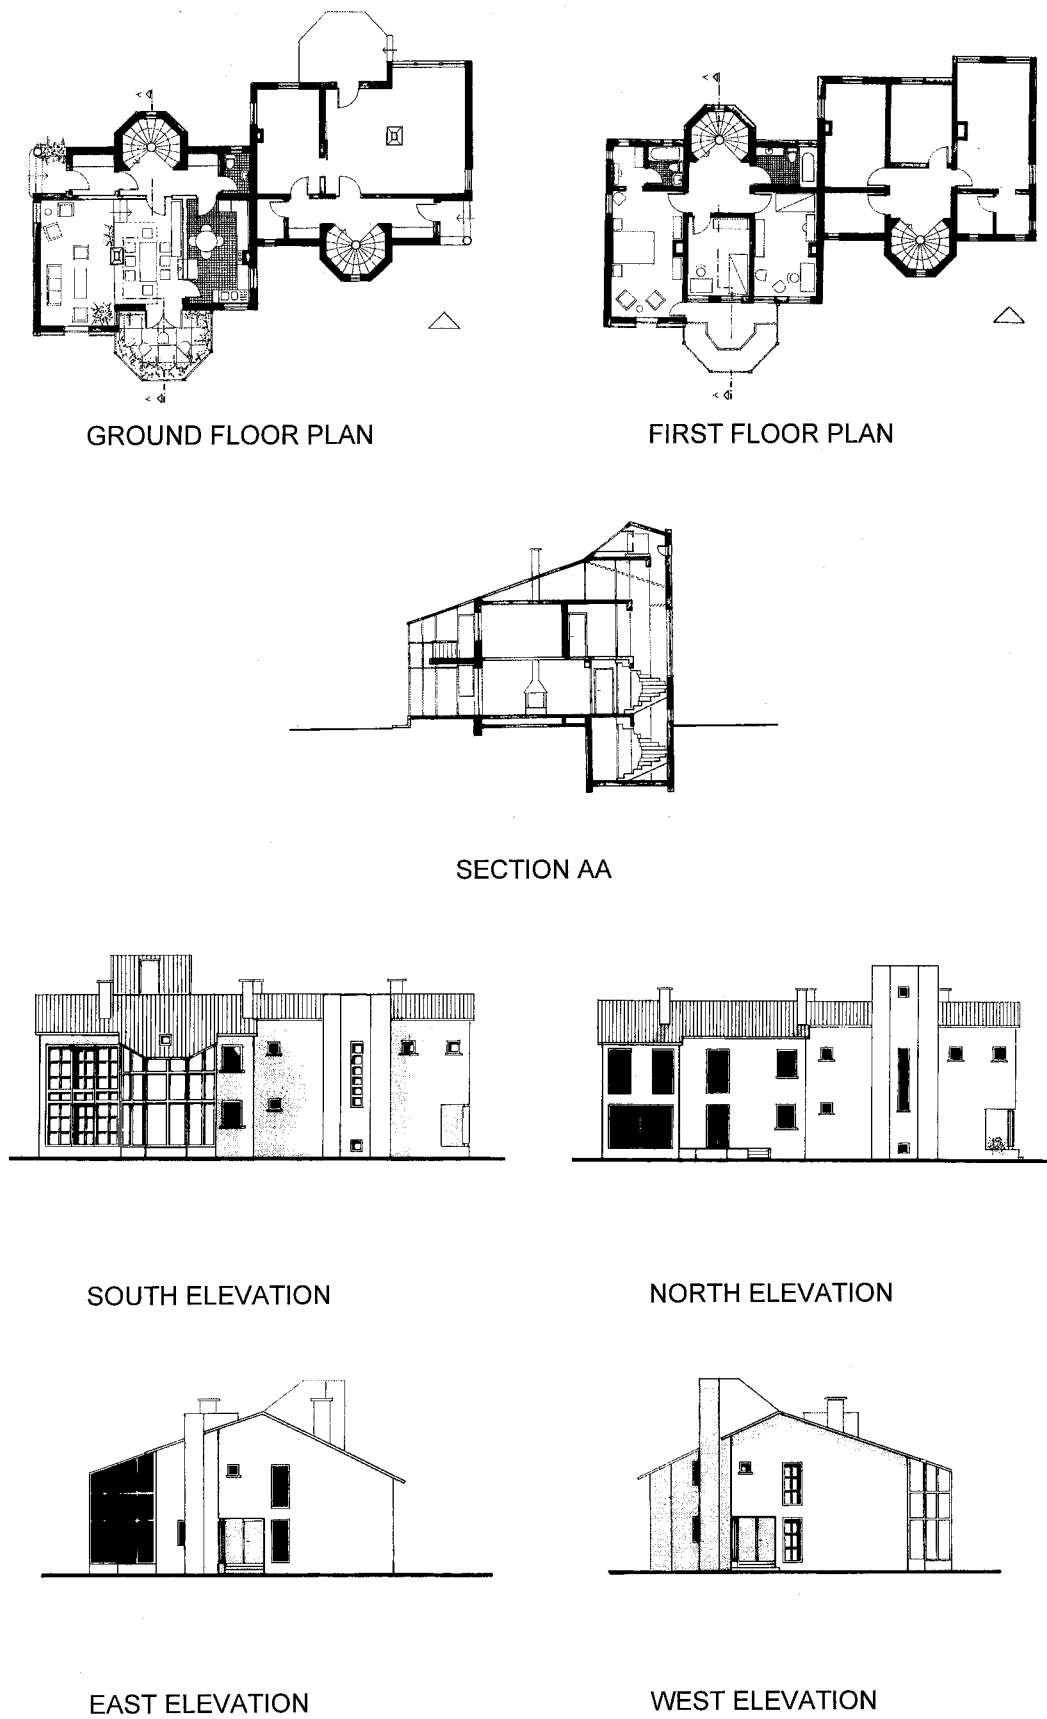 GROUND FLOOR PLAN
FIRST FLOOR PLAN
SECTION AA
SOUTH ELEVATION
NORTH ELEVATION
EAST ELEVATION
WEST ELEVATION